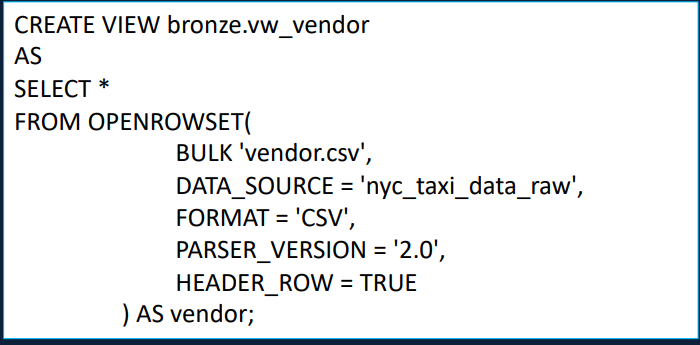 CREATE VIEW bronze.vw_vendor
AS
SELECT *
FROM OPENROWSET(
BULK 'vendor.csv',
DATA_SOURCE = 'nyc_taxi_data_raw',
FORMAT = 'CSV',
PARSER_VERSION = '2.0',
HEADER_ROW = TRUE
) AS vendor;